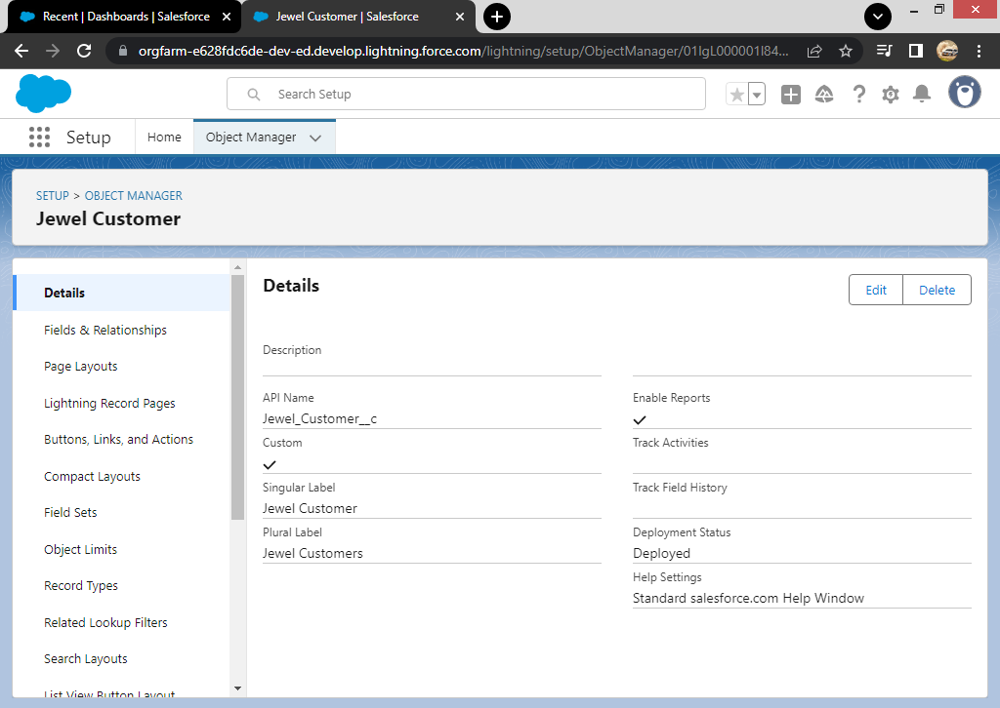 Recent | Dashboards | Salesforce
Jewel Customer | Salesforce
orgfarm-e628fdc6de-dev-ed.develop.lightning.force.com/lightning/setup/ObjectManager/01IgL000001I84...
Search Setup
Setup
Home
Object Manager
SETUP > OBJECT MANAGER
Jewel Customer
Details
Fields & Relationships
Page Layouts
Lightning Record Pages
Buttons, Links, and Actions
Compact Layouts
Field Sets
Object Limits
Record Types
Related Lookup Filters
Search Layouts
List View Button Layout
Details
Edit
Delete
Description
API Name
Jewel_Customer__c
Custom
Singular Label
Jewel Customer
Plural Label
Jewel Customers
Enable Reports
Track Activities
Track Field History
Deployment Status
Deployed
Help Settings
Standard salesforce.com Help Window